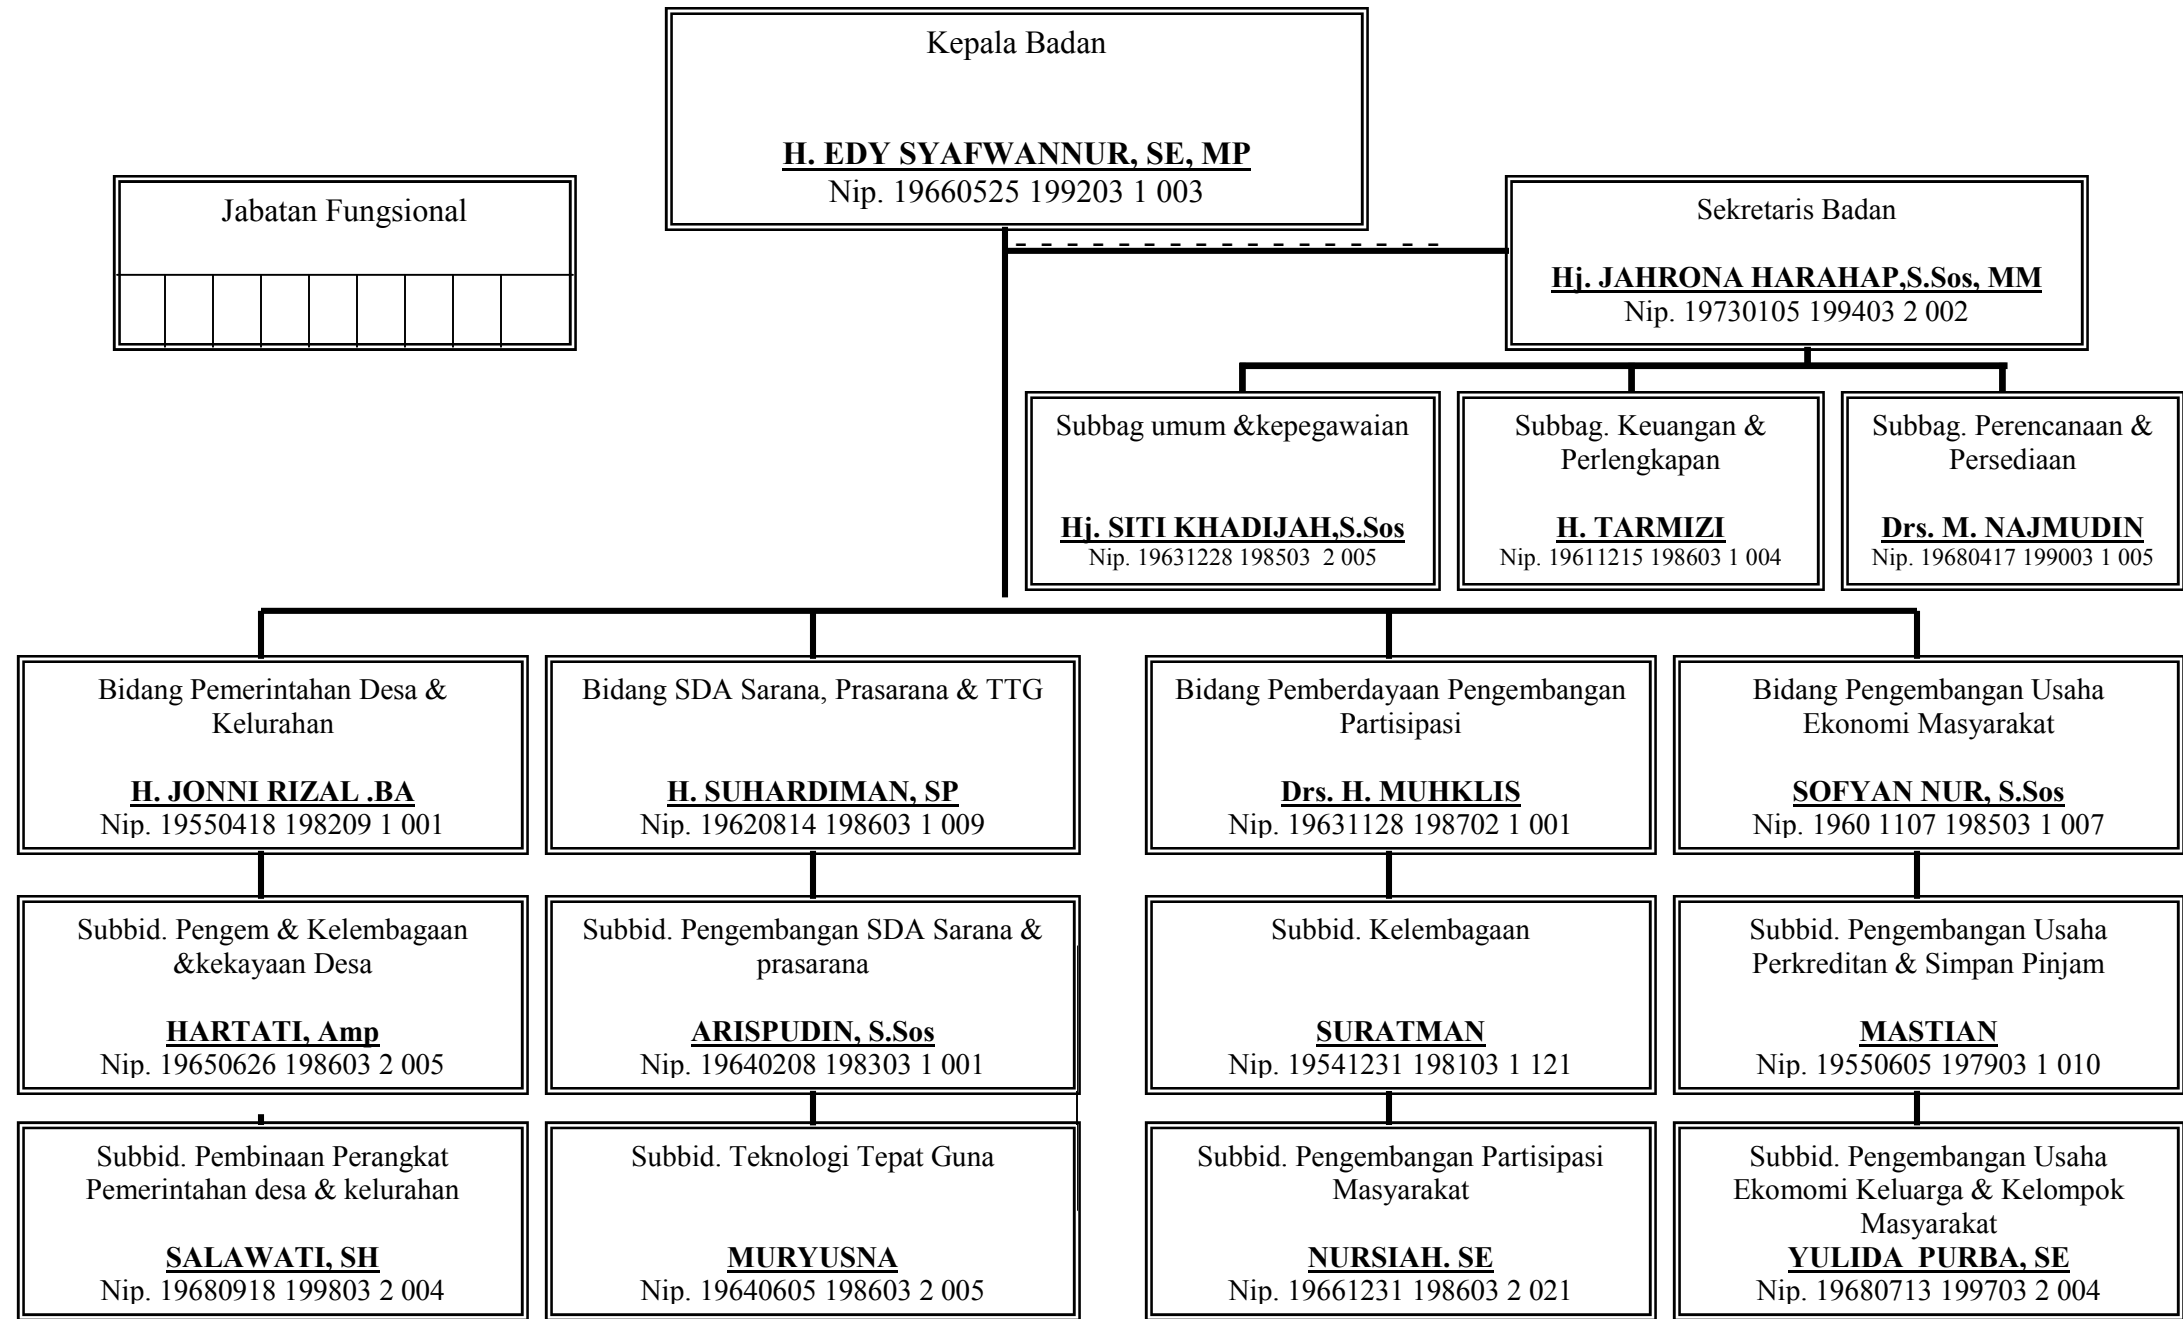 Kepala Badan
H. EDY SYAFWANNUR, SE, MP
Nip. 19660525 199203 1 003
Jabatan Fungsional
Sekretaris Badan
Hj. JAHRONA HARAHAP,S.Sos, MM
Nip. 19730105 199403 2 002
Subbag umum &kepegawaian
Hj. SITI KHADIJAH,S.Sos
Nip. 19631228 198503  2 005
Subbag. Keuangan &
Perlengkapan
H. TARMIZI
Nip. 19611215 198603 1 004
Subbag. Perencanaan &
Persediaan
Drs. M. NAJMUDIN
Nip. 19680417 199003 1 005
Bidang Pemerintahan Desa &
Kelurahan
H. JONNI RIZAL .BA
Nip. 19550418 198209 1 001
Bidang SDA Sarana, Prasarana & TTG
H. SUHARDIMAN, SP
Nip. 19620814 198603 1 009
Bidang Pemberdayaan Pengembangan
Partisipasi
Drs. H. MUHKLIS
Nip. 19631128 198702 1 001
Bidang Pengembangan Usaha
Ekonomi Masyarakat
SOFYAN NUR, S.Sos
Nip. 1960 1107 198503 1 007
Subbid. Pengem & Kelembagaan
&kekayaan Desa
HARTATI, Amp
Nip. 19650626 198603 2 005
Subbid. Pengembangan SDA Sarana &
prasarana
ARISPUDIN, S.Sos
Nip. 19640208 198303 1 001
Subbid. Kelembagaan
SURATMAN
Nip. 19541231 198103 1 121
Subbid. Pengembangan Usaha
Perkreditan & Simpan Pinjam
MASTIAN
Nip. 19550605 197903 1 010
Subbid. Pembinaan Perangkat
Pemerintahan desa & kelurahan
SALAWATI, SH
Nip. 19680918 199803 2 004
Subbid. Teknologi Tepat Guna
MURYUSNA
Nip. 19640605 198603 2 005
Subbid. Pengembangan Partisipasi
Masyarakat
NURSIAH. SE
Nip. 19661231 198603 2 021
Subbid. Pengembangan Usaha
Ekomomi Keluarga & Kelompok
Masyarakat
YULIDA  PURBA, SE
Nip. 19680713 199703 2 004